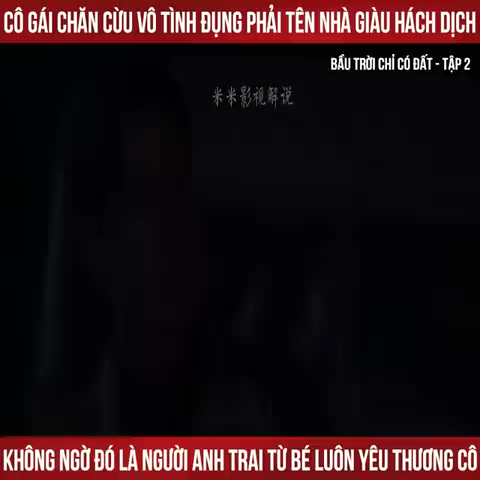 CÔ GÁI CHĂN CỪU VÔ TÌNH ĐỤNG PHẢI TÊN NHÀ GIÀU HÁCH DỊCH
BẦU TRỜI CHỈ CÓ ĐẤT - TẬP 2
米米影视解说
KHÔNG NGỜ ĐÓ LÀ NGƯỜI ANH TRAI TỪ BÉ LUÔN YÊU THƯƠNG CÔ